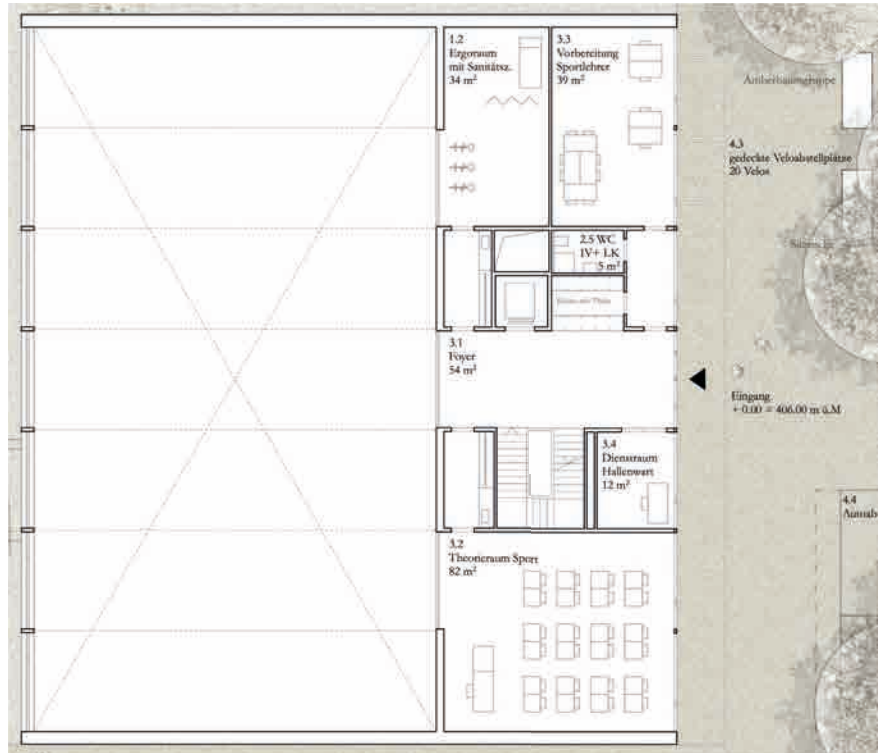 1.2
Ergoraum
mit Sanitätsz.
34 m²
3.3
Vorbereitung
Sportlehrer
39 m²
4.3
gedeckte Veloabstellplätze
20 Velos
2.5 WC
IV+ LK
5 m²
3.1
Foyer
54 m²
Eingang
+-0.00 = 406.00 m ü.M
3.4
Dienstraum
Hallenwart
12 m²
4.4
3.2
Theorieraum Sport
82 m²